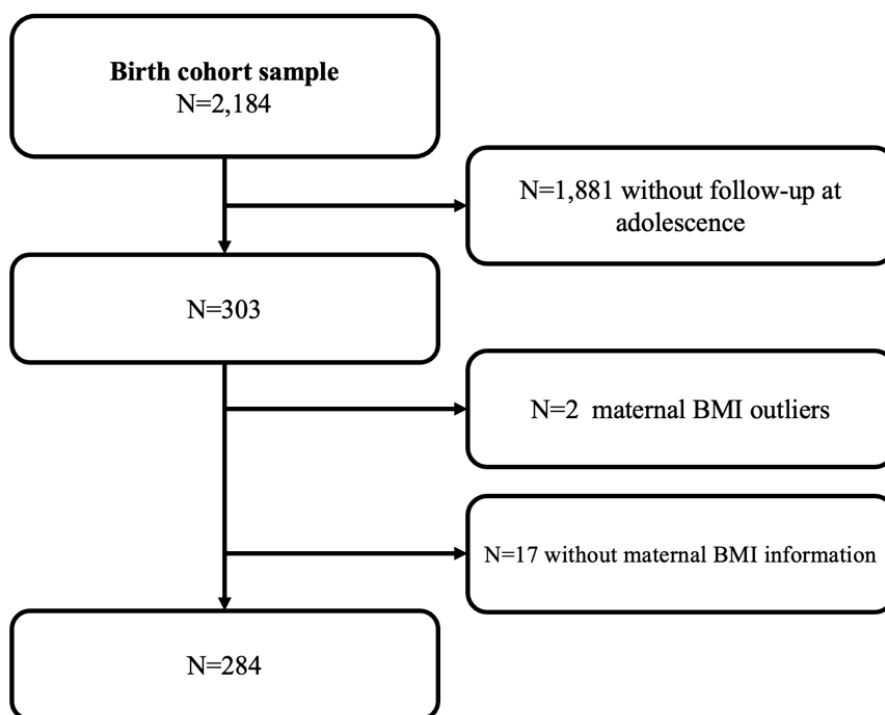 Birth cohort sample
N=2,184
N=1,881 without follow-up at
adolescence
N=303
N=2 maternal BMI outliers
N=17 without maternal BMI information
N=284